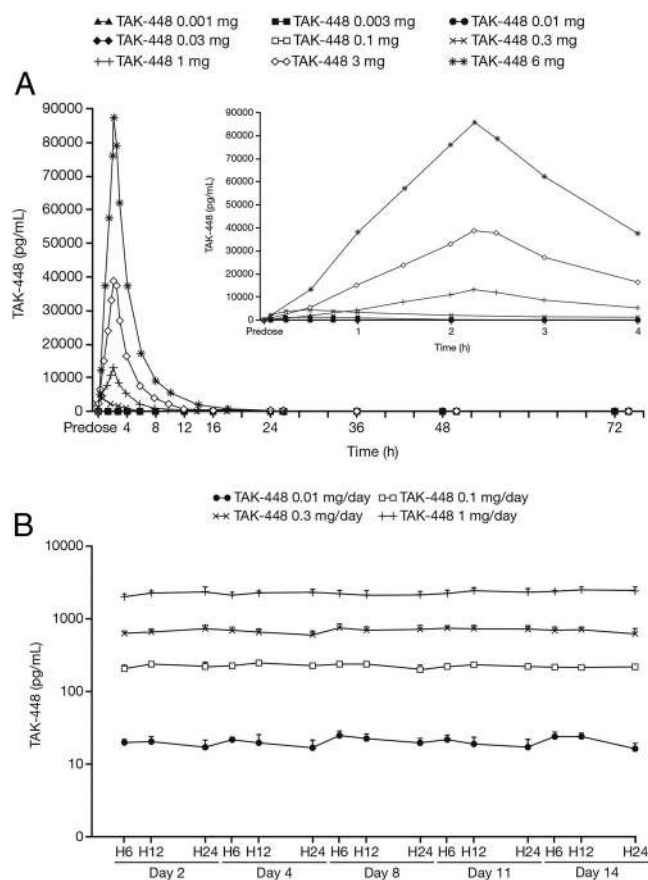 TAK-448 0.001 mg TAK-448 0.003 mg TAK-448 0.01 mg
TAK-448 0.03 mg TAK-448 0.1 mg TAK-448 0.3 mg
TAK-448 1 mg TAK-448 3 mg TAK-448 6 mg
A
TAK-448 (pg/mL)
90000
80000
70000
60000
50000
40000
30000
20000
10000
0
Predose 4 8 12 16 24 36 48 72
Time (h)
TAK-448 (pg/mL)
90000
80000
70000
60000
50000
40000
30000
20000
10000
0
Predose 1 2 3 4
Time (h)
TAK-448 0.01 mg/day TAK-448 0.1 mg/day
TAK-448 0.3 mg/day TAK-448 1 mg/day
B
TAK-448 (pg/mL)
10000
1000
100
10
0
H6 H12 H24 H6 H12 H24 H6 H12 H24 H6 H12 H24 H6 H12 H24
Day 2 Day 4 Day 8 Day 11 Day 14